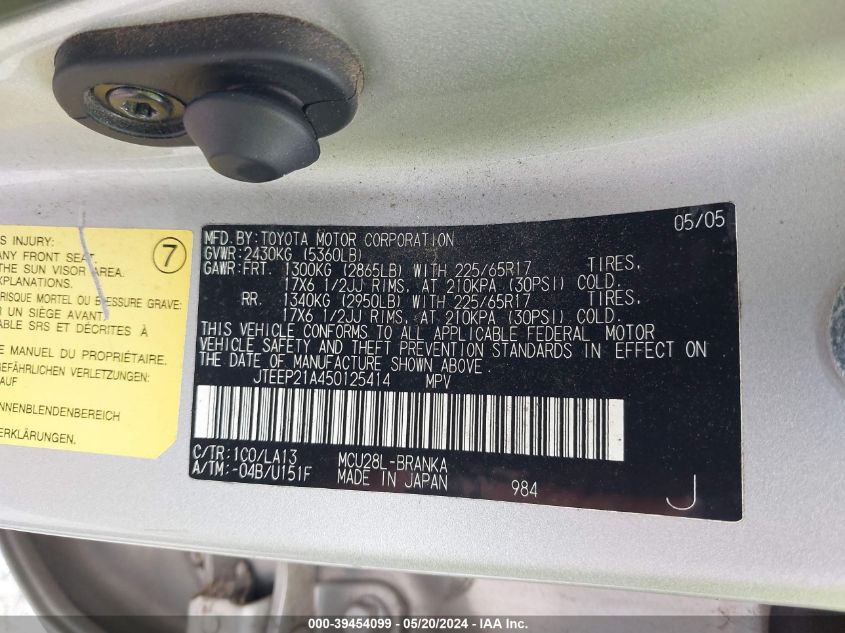 S INJURY:
ANY FRONT SEAT.
THE SUN VISOR AREA.
XPLANATIONS.
7
RISQUE MORTEL OU BLESSURE GRAVE:
R UN SIÈGE AVANT
ABLE SRS ET DÉCRITES À
E MANUEL DU PROPRIÉTAIRE.
GEFÄHRLICHEN VERLETZUNGEN.
NNENBLENDENBEREICH
ERKLÄRUNGEN.
05/05
MFD.BY:TOYOTA MOTOR CORPORATION
GVWR:2430KG (5360LB)
GAWR:FRT. 1300KG (2865LB) WITH 225/65R17 TIRES,
17X6 1/2JJ RIMS, AT 210KPA (30PSI) COLD.
RR. 1340KG (2950LB) WITH 225/65R17 TIRES,
17X6 1/2JJ RIMS, AT 210KPA (30PSI) COLD.
THIS VEHICLE CONFORMS TO ALL APPLICABLE FEDERAL MOTOR
VEHICLE SAFETY AND THEFT PREVENTION STANDARDS IN EFFECT ON
THE DATE OF MANUFACTURE SHOWN ABOVE.
JTEEP21A450125414 MPV
C/TR:1C0/LA13 MCU28L-BRANKA
A/TM:-04B/U151F MADE IN JAPAN 984
J
000-39454099 - 05/20/2024 - IAA Inc.